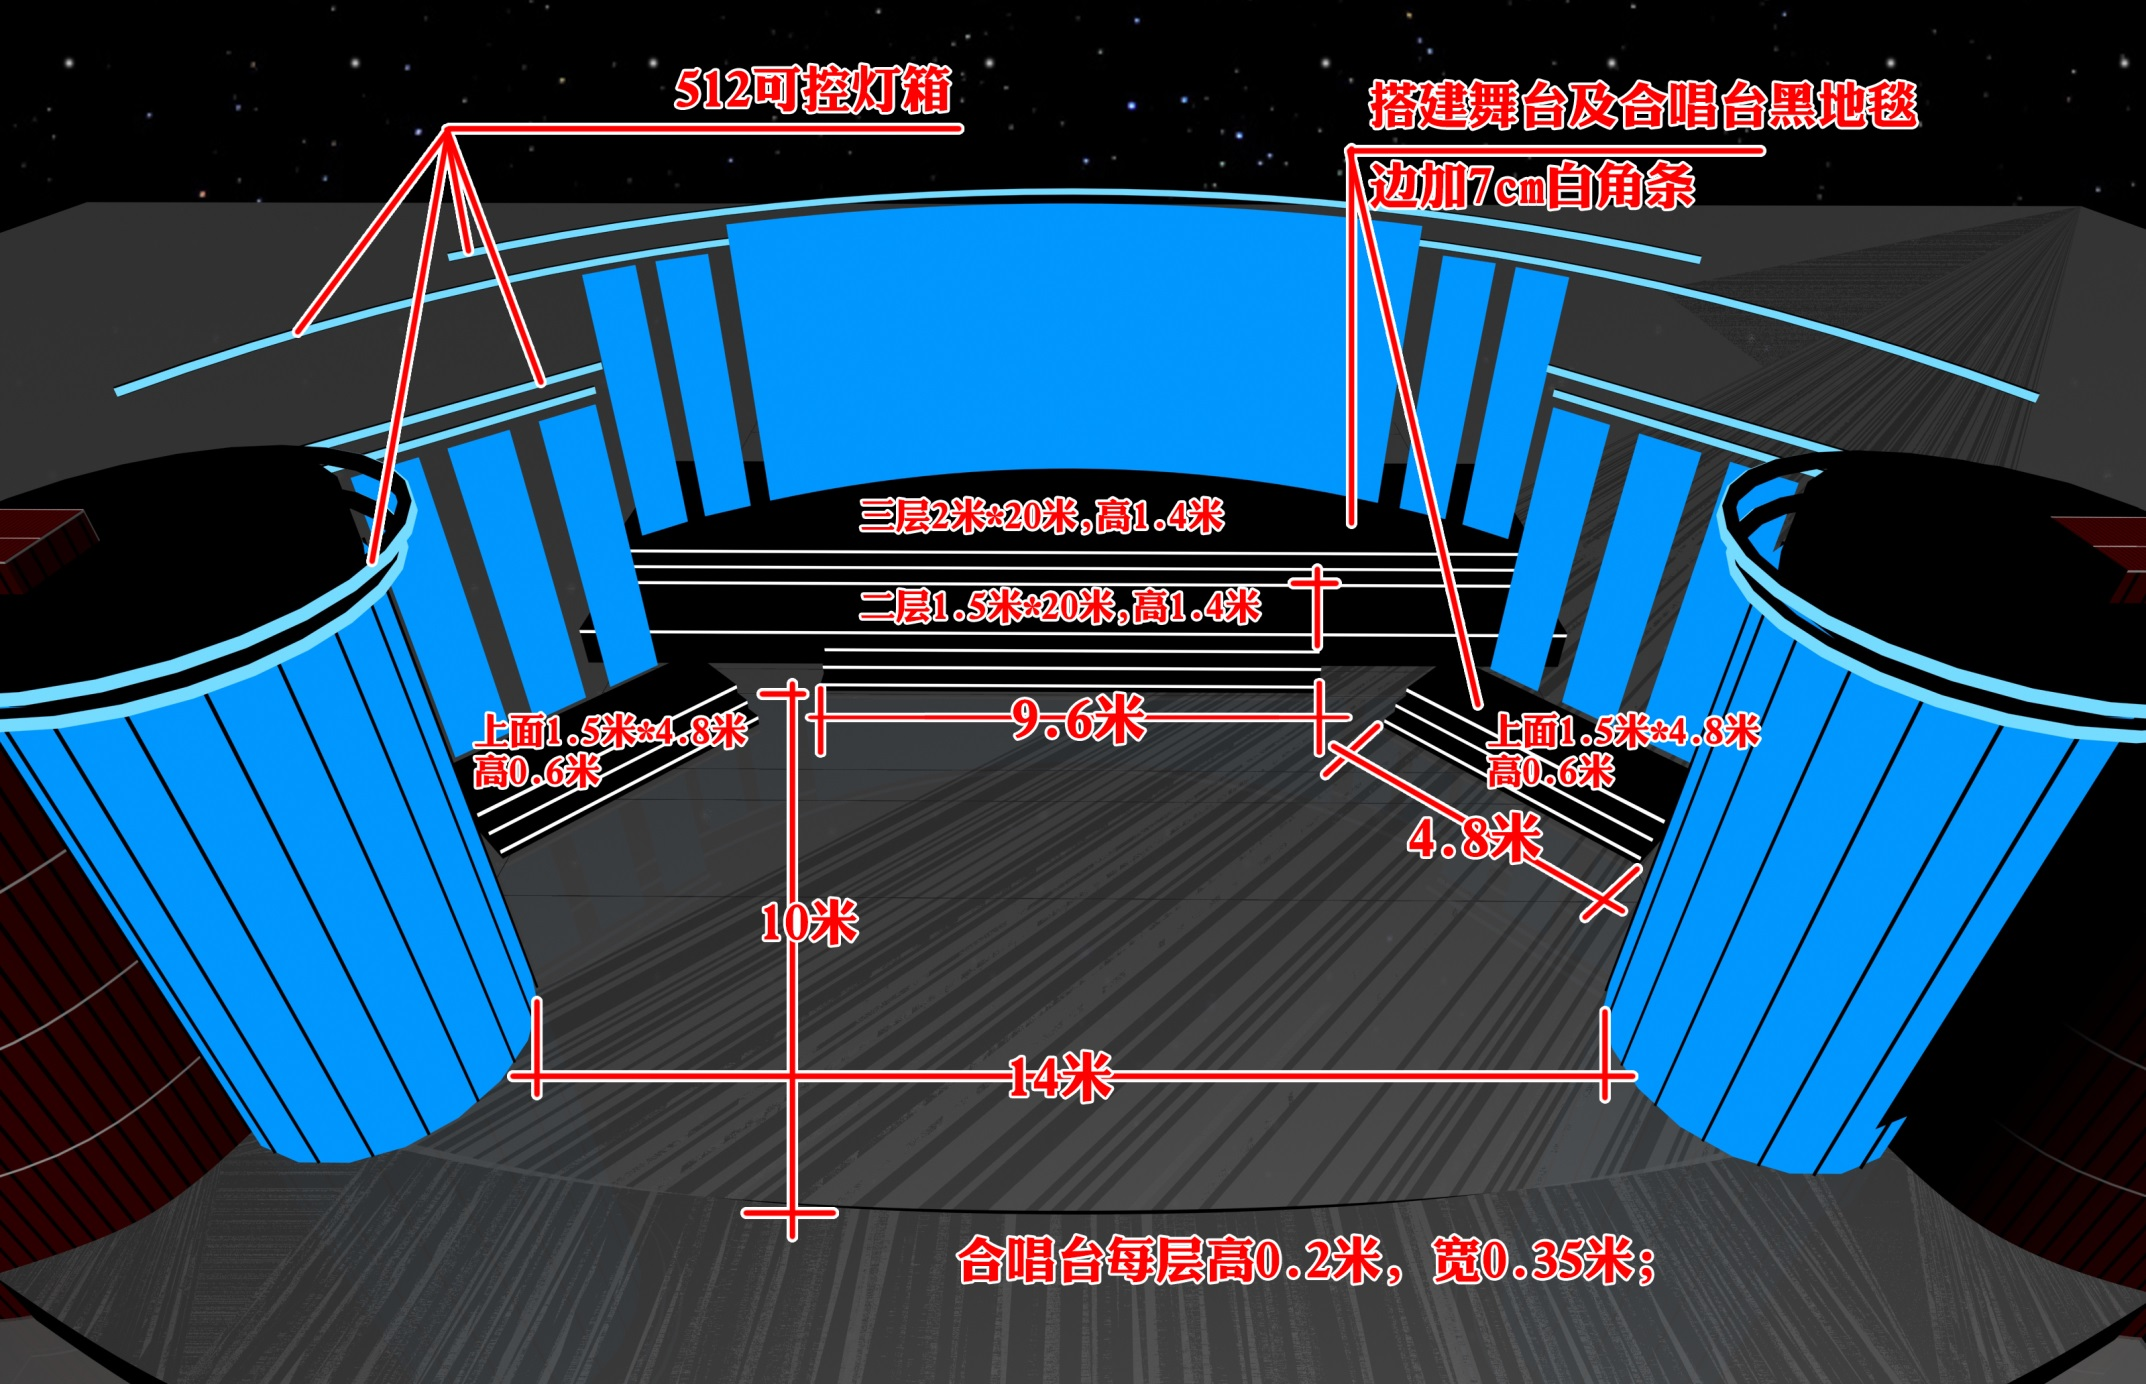 512可控灯箱
搭建舞台及合唱台黑地毯
边加7cm白角条
三层2米*20米,高1.4米
二层1.5米*20米,高1.4米
9.6米
上面1.5米*4.8米
高0.6米
上面1.5米*4.8米
高0.6米
4.8米
10米
14米
合唱台每层高0.2米，宽0.35米；